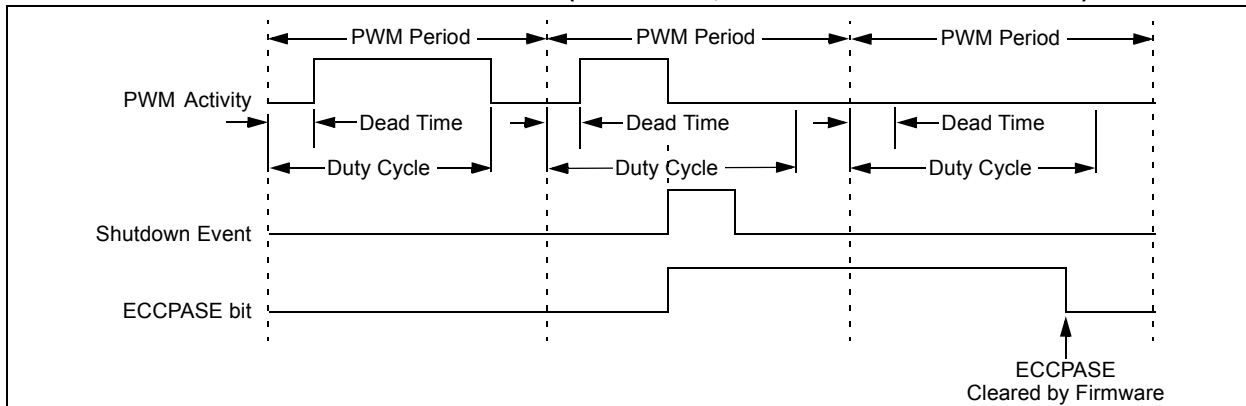 PWM Period PWM Period PWM Period
PWM Activity
Dead Time Dead Time Dead Time
Duty Cycle Duty Cycle Duty Cycle
Shutdown Event
ECCPASE bit
ECCPASE
Cleared by Firmware